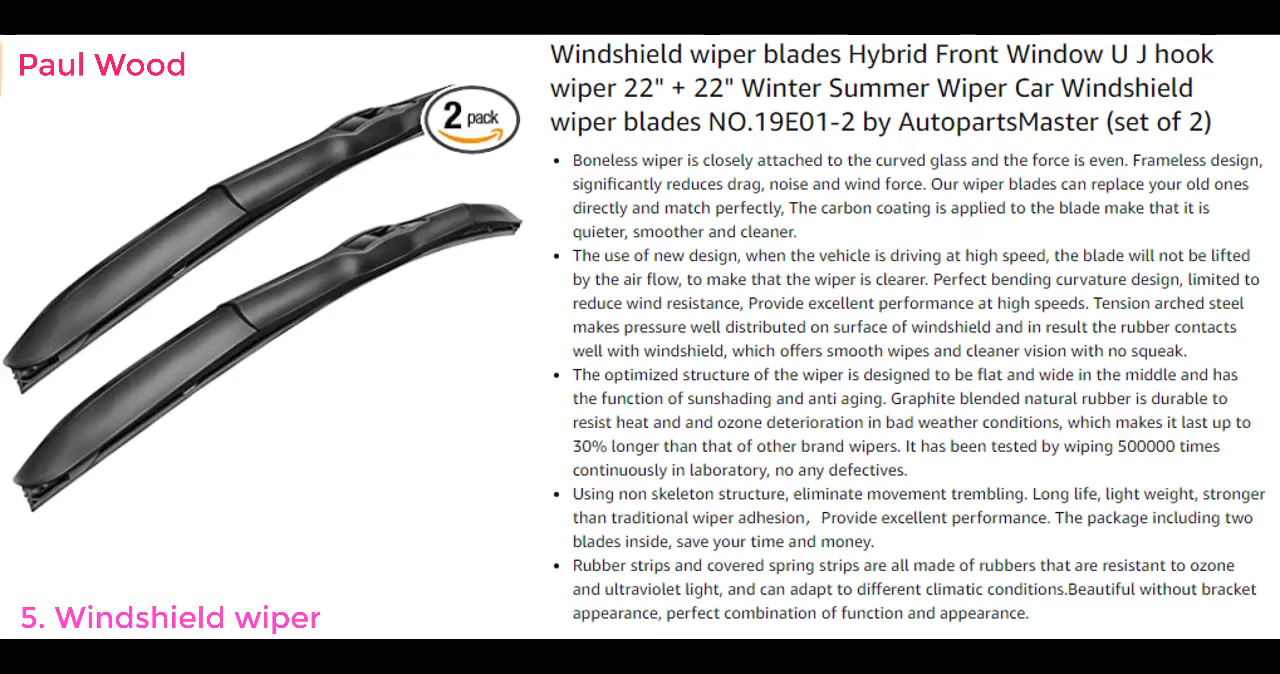 Paul Wood
2 pack
Windshield wiper blades Hybrid Front Window U J hook
wiper 22" + 22" Winter Summer Wiper Car Windshield
wiper blades NO.19E01-2 by AutopartsMaster (set of 2)
• Boneless wiper is closely attached to the curved glass and the force is even. Frameless design,
significantly reduces drag, noise and wind force. Our wiper blades can replace your old ones
directly and match perfectly, The carbon coating is applied to the blade make that it is
quieter, smoother and cleaner.
• The use of new design, when the vehicle is driving at high speed, the blade will not be lifted
by the air flow, to make that the wiper is clearer. Perfect bending curvature design, limited to
reduce wind resistance, Provide excellent performance at high speeds. Tension arched steel
makes pressure well distributed on surface of windshield and in result the rubber contacts
well with windshield, which offers smooth wipes and cleaner vision with no squeak.
• The optimized structure of the wiper is designed to be flat and wide in the middle and has
the function of sunshading and anti aging. Graphite blended natural rubber is durable to
resist heat and and ozone deterioration in bad weather conditions, which makes it last up to
30% longer than that of other brand wipers. It has been tested by wiping 500000 times
continuously in laboratory, no any defectives.
• Using non skeleton structure, eliminate movement trembling. Long life, light weight, stronger
than traditional wiper adhesion，Provide excellent performance. The package including two
blades inside, save your time and money.
• Rubber strips and covered spring strips are all made of rubbers that are resistant to ozone
and ultraviolet light, and can adapt to different climatic conditions.Beautiful without bracket
appearance, perfect combination of function and appearance.
5. Windshield wiper